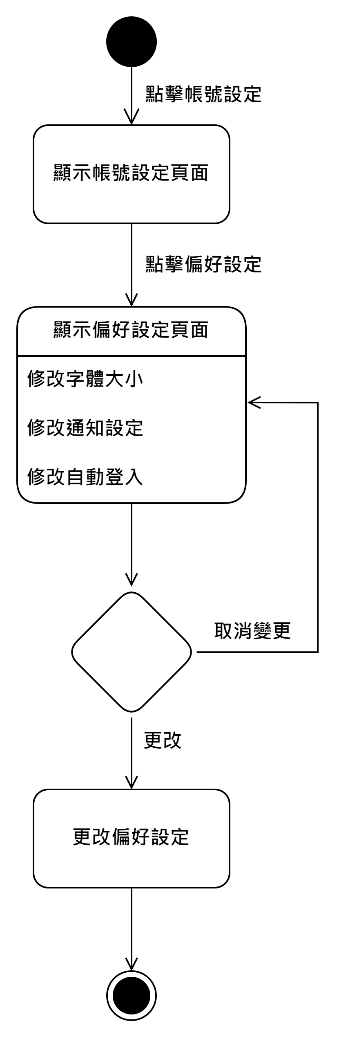 點擊帳號設定
顯示帳號設定頁面
點擊偏好設定
顯示偏好設定頁面
修改字體大小
修改通知設定
修改自動登入
取消變更
更改
更改偏好設定